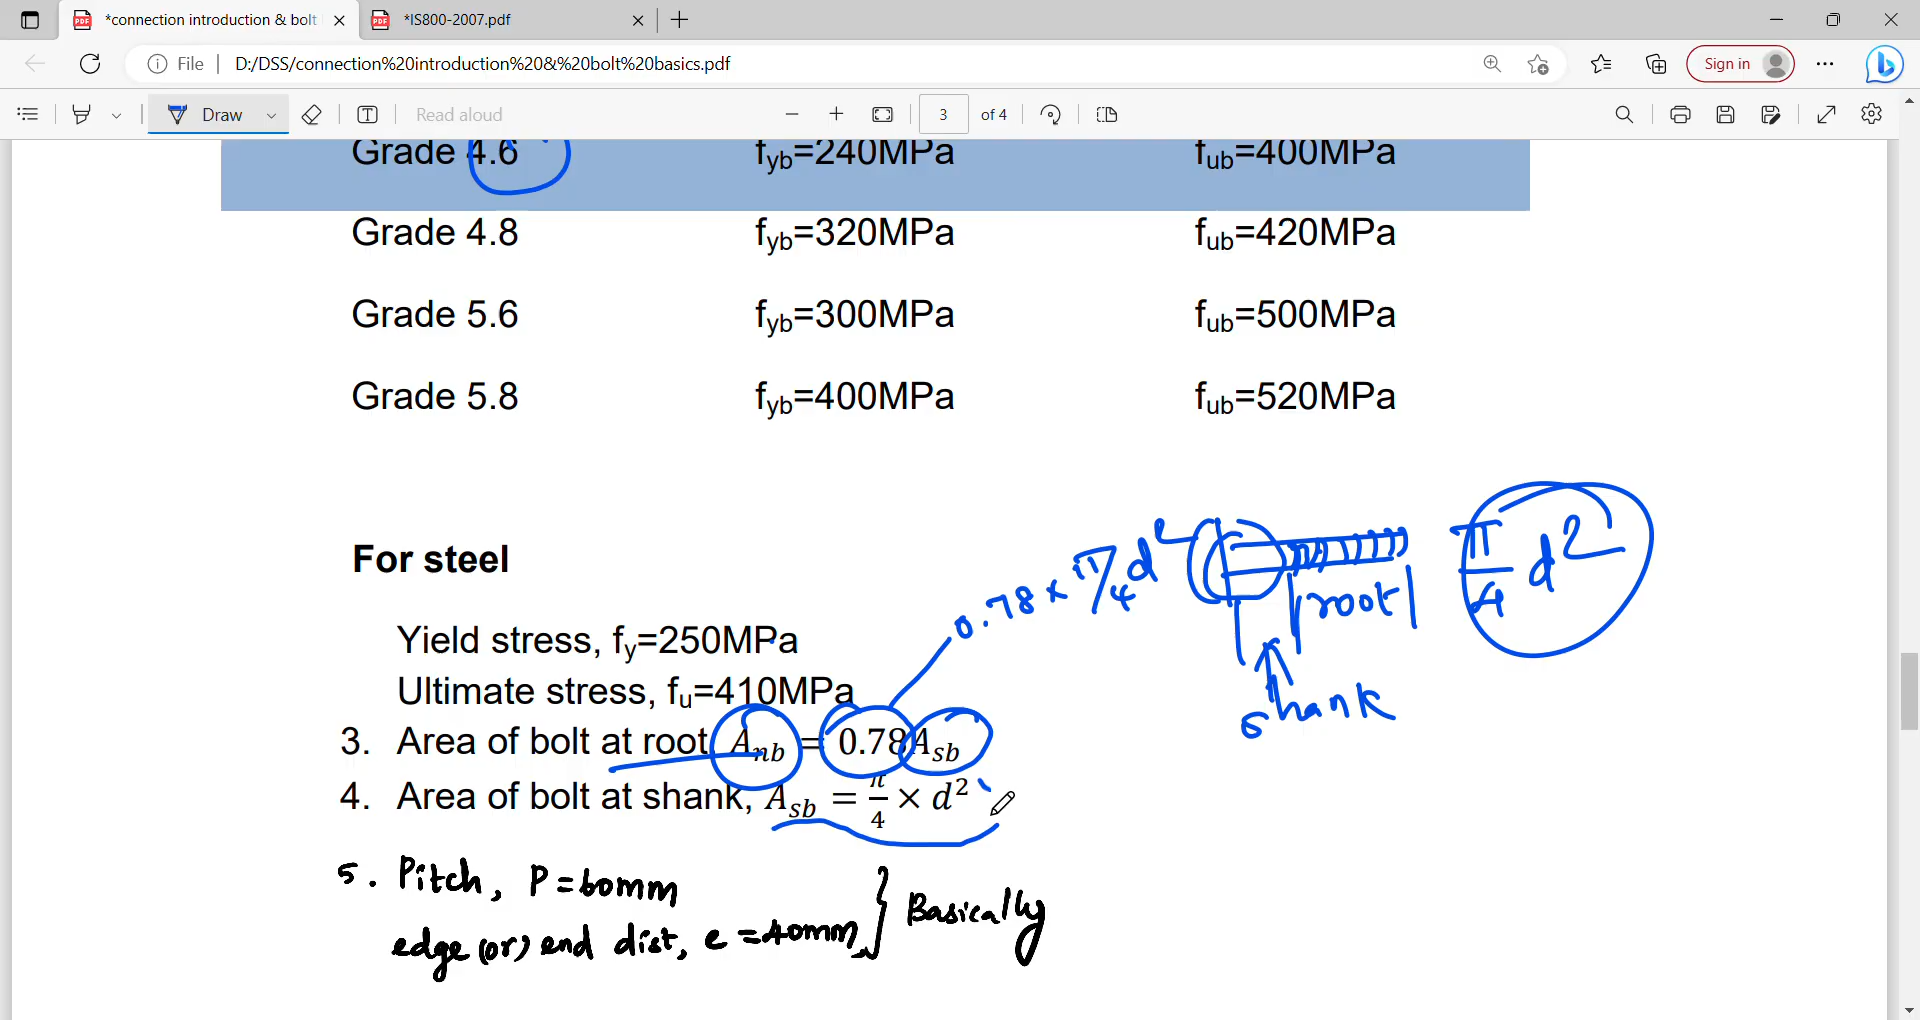 *connection introduction & bolt
*IS800-2007.pdf
File D:/DSS/connection%20introduction%20&%20bolt%20basics.pdf
Sign in
Draw
Read aloud
3 of 4
Grade 4.6 fyb=240MPa fub=400MPa
Grade 4.8 fyb=320MPa fub=420MPa
Grade 5.6 fyb=300MPa fub=500MPa
Grade 5.8 fyb=400MPa fub=520MPa
0.78 × π/4 d²
root
π/4 d²
shank
For steel
Yield stress, fy=250MPa
Ultimate stress, fu=410MPa
3. Area of bolt at root, Anb = 0.78Asb
4. Area of bolt at shank, Asb = π/4 × d²
5. Pitch, P=60mm
edge (or) end dist, e =40mm,
Basically